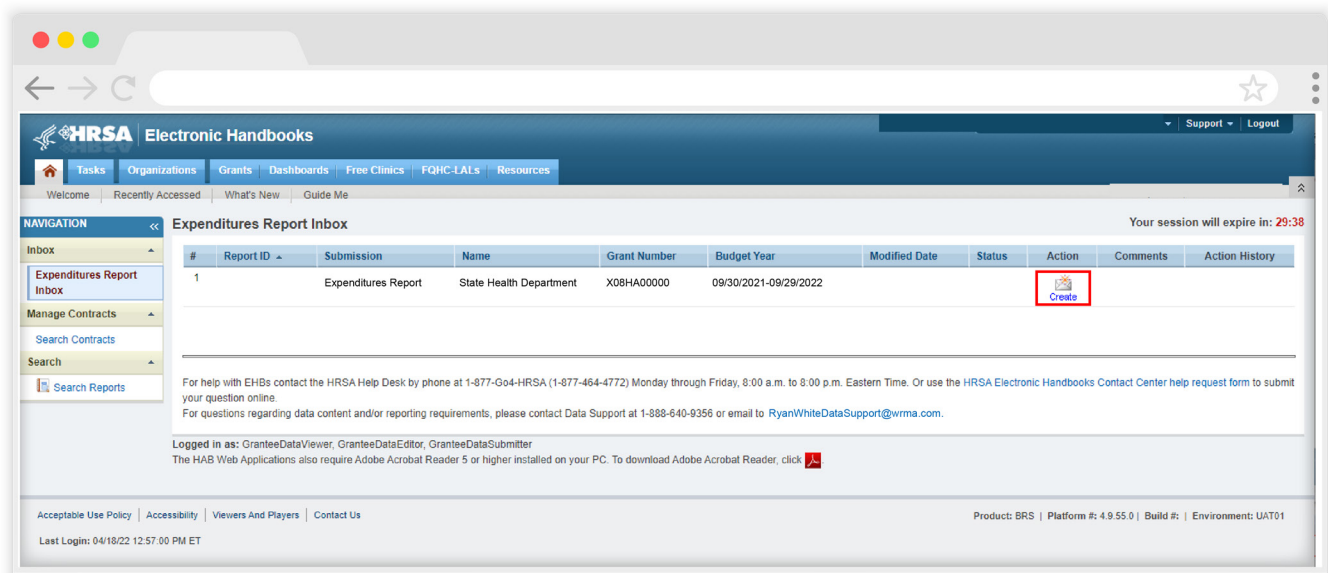 HRSA Electronic Handbooks
Support Logout
Tasks Organizations Grants Dashboards Free Clinics FQHC-LALs Resources
Welcome Recently Accessed What's New Guide Me
NAVIGATION
Inbox
Expenditures Report
Inbox
Manage Contracts
Search Contracts
Search
Search Reports
Expenditures Report Inbox
Your session will expire in: 29:38
# Report ID Submission Name Grant Number Budget Year Modified Date Status Action Comments Action History
1 Expenditures Report State Health Department X08HA00000 09/30/2021-09/29/2022
Create
For help with EHBs contact the HRSA Help Desk by phone at 1-877-Go4-HRSA (1-877-464-4772) Monday through Friday, 8:00 a.m. to 8:00 p.m. Eastern Time. Or use the HRSA Electronic Handbooks Contact Center help request form to submit
your question online.
For questions regarding data content and/or reporting requirements, please contact Data Support at 1-888-640-9356 or email to RyanWhiteDataSupport@wrma.com.
Logged in as: GranteeDataViewer, GranteeDataEditor, GranteeDataSubmitter
The HAB Web Applications also require Adobe Acrobat Reader 5 or higher installed on your PC. To download Adobe Acrobat Reader, click
Acceptable Use Policy | Accessibility | Viewers And Players | Contact Us
Product: BRS | Platform #: 4.9.55.0 | Build #: | Environment: UAT01
Last Login: 04/18/22 12:57:00 PM ET